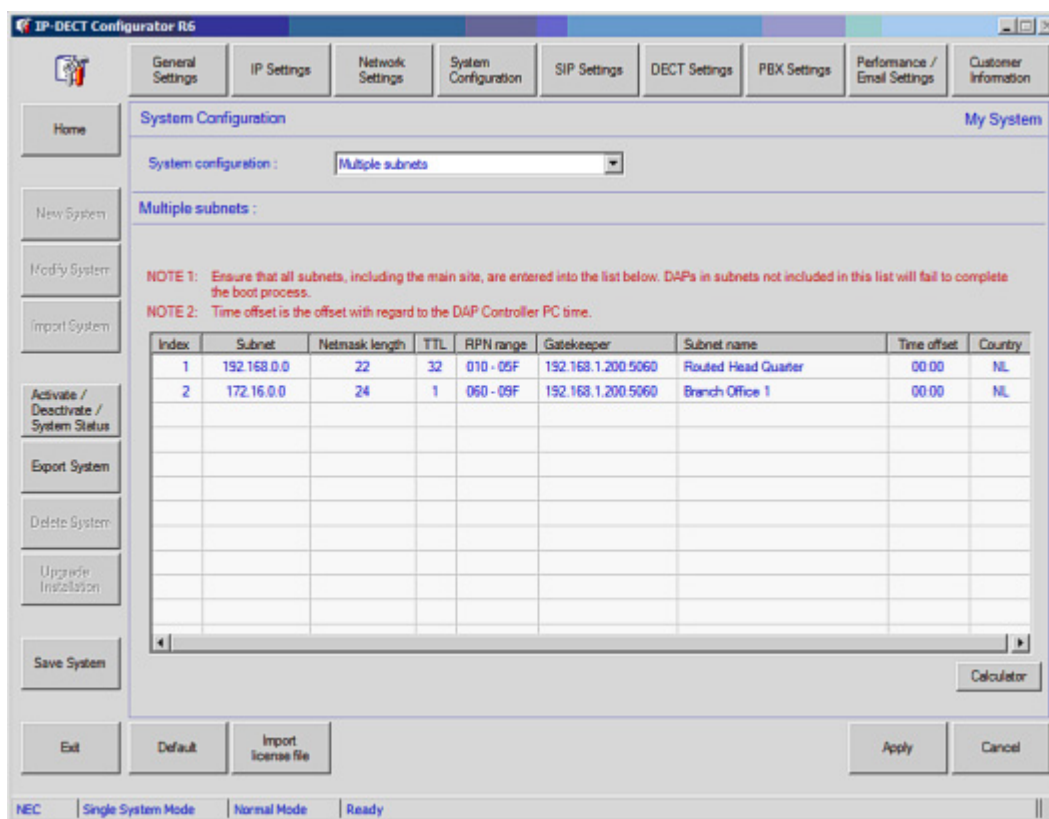 IP-DECT Configurator R6
General Settings
IP Settings
Network Settings
System Configuration
SIP Settings
DECT Settings
PBX Settings
Performance / Email Settings
Customer Information
Home
New System
Modify System
Import System
Activate / Deactivate / System Status
Export System
Delete System
Upgrade Installation
Save System
Exit
System Configuration
My System
System configuration :
Multiple subnets
Multiple subnets :
NOTE 1: Ensure that all subnets, including the main site, are entered into the list below. DAPs in subnets not included in this list will fail to complete
the boot process.
NOTE 2: Time offset is the offset with regard to the DAP Controller PC time.
Index Subnet Netmask length TTL RPN range Gatekeeper Subnet name Time offset Country
1 192.168.0.0 22 32 010 - 05F 192.168.1.200:5060 Routed Head Quarter 00:00 NL
2 172.16.0.0 24 1 060 - 09F 192.168.1.200:5060 Branch Office 1 00:00 NL
Calculator
Default
Import license file
Apply
Cancel
NEC Single System Mode Normal Mode Ready